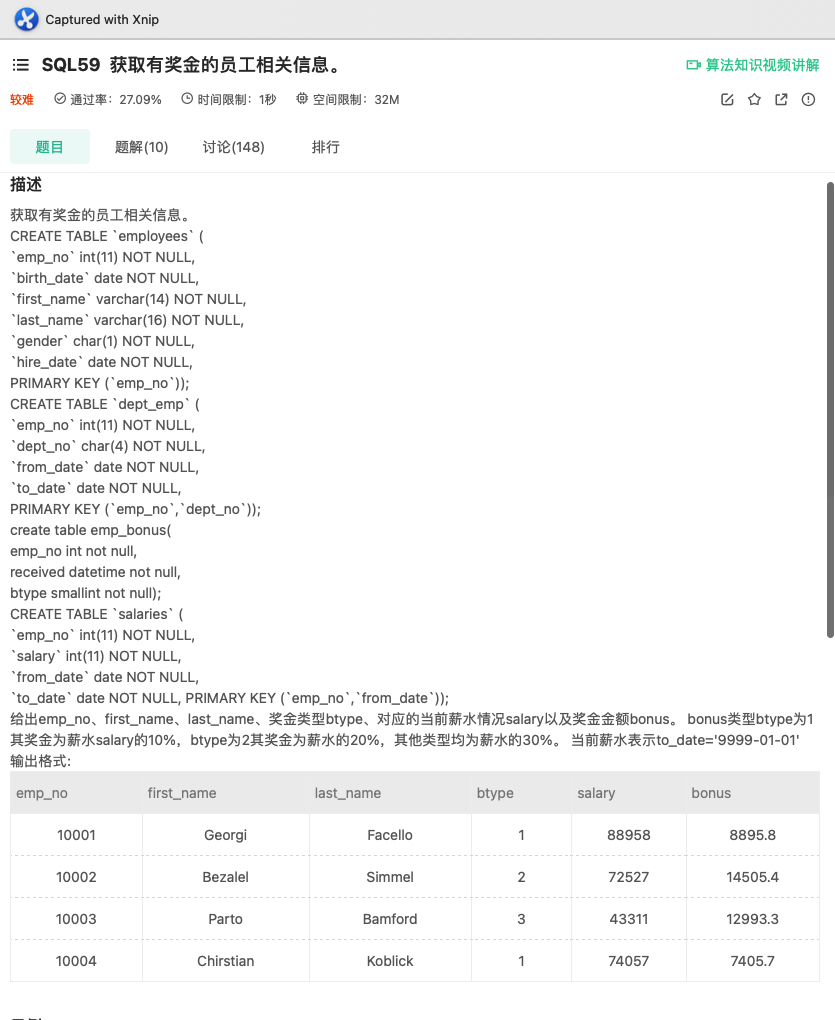 Captured with Xnip
SQL59 获取有奖金的员工相关信息。
算法知识视频讲解
较难 通过率：27.09% 时间限制：1秒 空间限制：32M
题目 题解(10) 讨论(148) 排行
描述
获取有奖金的员工相关信息。
CREATE TABLE `employees` (
`emp_no` int(11) NOT NULL,
`birth_date` date NOT NULL,
`first_name` varchar(14) NOT NULL,
`last_name` varchar(16) NOT NULL,
`gender` char(1) NOT NULL,
`hire_date` date NOT NULL,
PRIMARY KEY (`emp_no`));
CREATE TABLE `dept_emp` (
`emp_no` int(11) NOT NULL,
`dept_no` char(4) NOT NULL,
`from_date` date NOT NULL,
`to_date` date NOT NULL,
PRIMARY KEY (`emp_no`,`dept_no`));
create table emp_bonus(
emp_no int not null,
received datetime not null,
btype smallint not null);
CREATE TABLE `salaries` (
`emp_no` int(11) NOT NULL,
`salary` int(11) NOT NULL,
`from_date` date NOT NULL,
`to_date` date NOT NULL, PRIMARY KEY (`emp_no`,`from_date`));
给出emp_no、first_name、last_name、奖金类型btype、对应的当前薪水情况salary以及奖金金额bonus。 bonus类型btype为1
其奖金为薪水salary的10%，btype为2其奖金为薪水的20%，其他类型均为薪水的30%。 当前薪水表示to_date='9999-01-01'
输出格式:
emp_no first_name last_name btype salary bonus
10001 Georgi Facello 1 88958 8895.8
10002 Bezalel Simmel 2 72527 14505.4
10003 Parto Bamford 3 43311 12993.3
10004 Chirstian Koblick 1 74057 7405.7